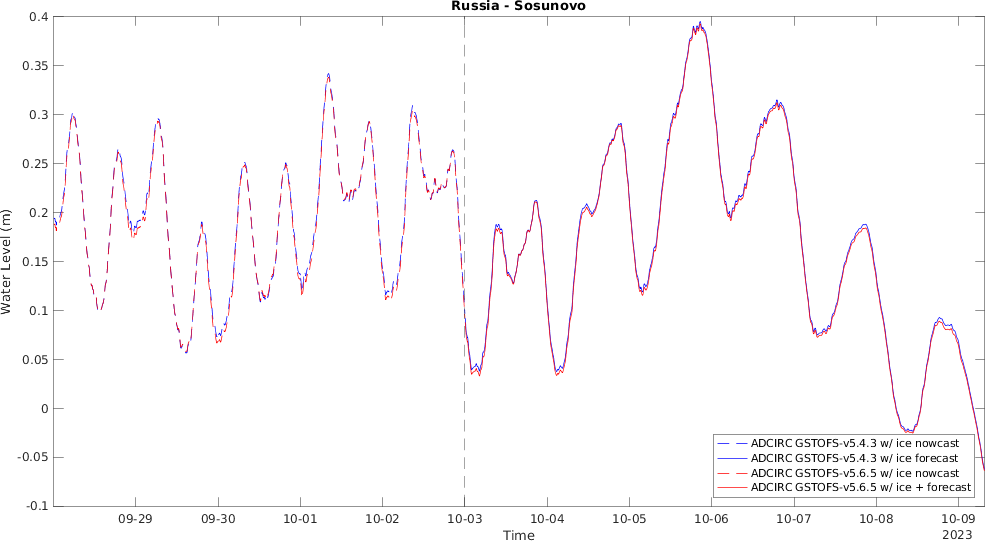 Russia - Sosunovo
0.4
0.35
0.3
0.25
0.2
0.15
0.1
0.05
0
-0.05
-0.1
Water Level (m)
09-29 09-30 10-01 10-02 10-03 10-04 10-05 10-06 10-07 10-08 10-09
Time
2023
ADCIRC GSTOFS-v5.4.3 w/ ice nowcast
ADCIRC GSTOFS-v5.4.3 w/ ice forecast
ADCIRC GSTOFS-v5.6.5 w/ ice nowcast
ADCIRC GSTOFS-v5.6.5 w/ ice + forecast